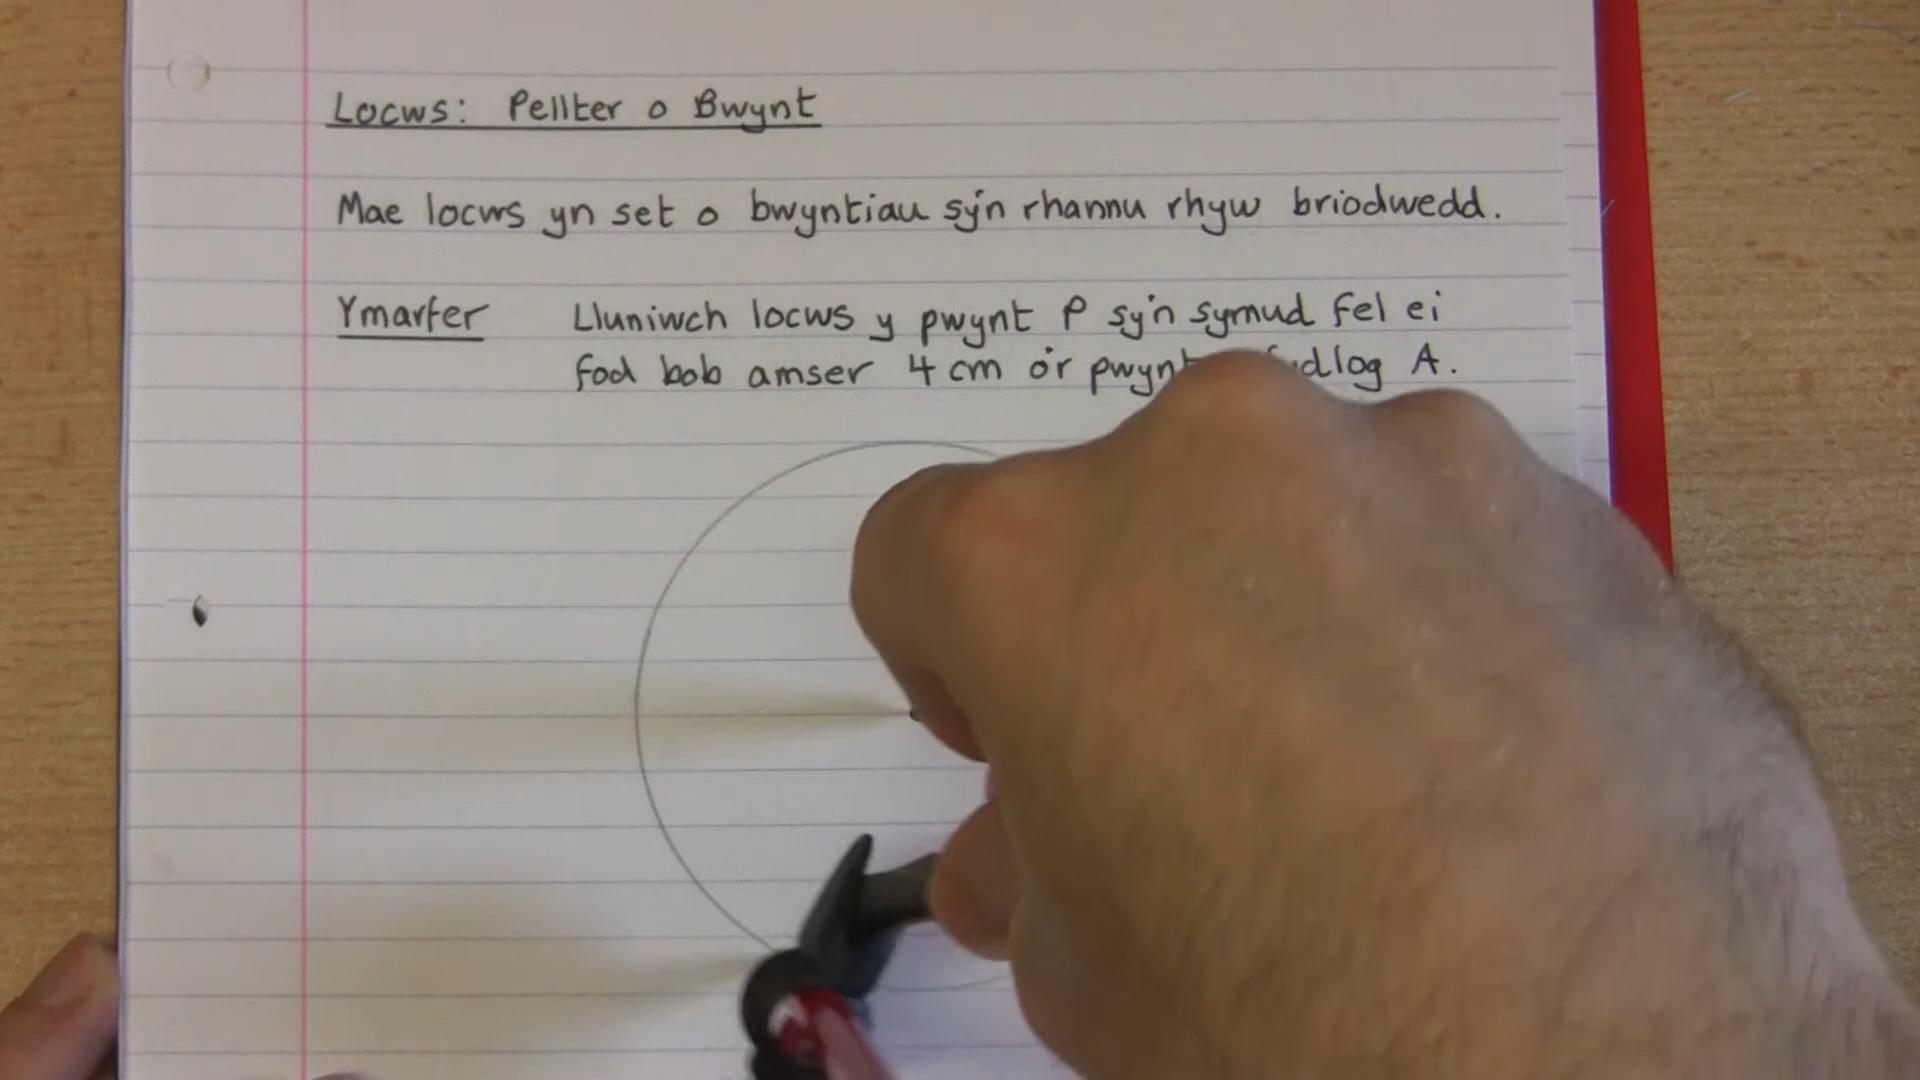 Locws: Pellter o Bwynt
Mae locws yn set o bwyntiau sy'n rhannu rhyw briodwedd.
Ymarfer Lluniwch locws y pwynt P sy'n symud fel ei
fod bob amser 4 cm o'r pwynt A.